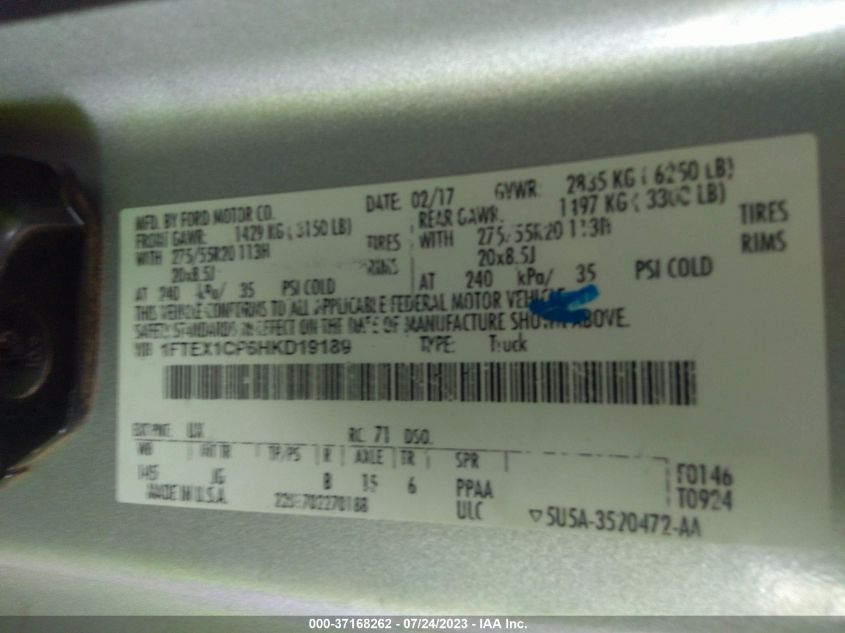 MFD. BY FORD MOTOR CO.
DATE: 02/17 GVWR: 2835 KG ( 6250 LB)
FRONT GAWR: 1429 KG ( 3150 LB) REAR GAWR: 1497 KG ( 3300 LB)
WITH 275/55R20 113H TIRES WITH 275/55R20 113H TIRES
20x8.5J RIMS 20x8.5J RIMS
AT 240 kPa/ 35 PSI COLD AT 240 kPa/ 35 PSI COLD
THIS VEHICLE CONFORMS TO ALL APPLICABLE FEDERAL MOTOR VEHICLE
SAFETY STANDARDS IN EFFECT ON THE DATE OF MANUFACTURE SHOWN ABOVE.
VIN: 1FTEX1CP6HKD19189 TYPE: Truck
EXT PNT: UX RC: 71 DSO:
WB INT TR TP/PS R AXLE TR SPR
145 JG B 15 6 PPAA F0146
T0924
MADE IN U.S.A. ULC
▽5U5A-3520472-AA
000-37168262 - 07/24/2023 - IAA Inc.